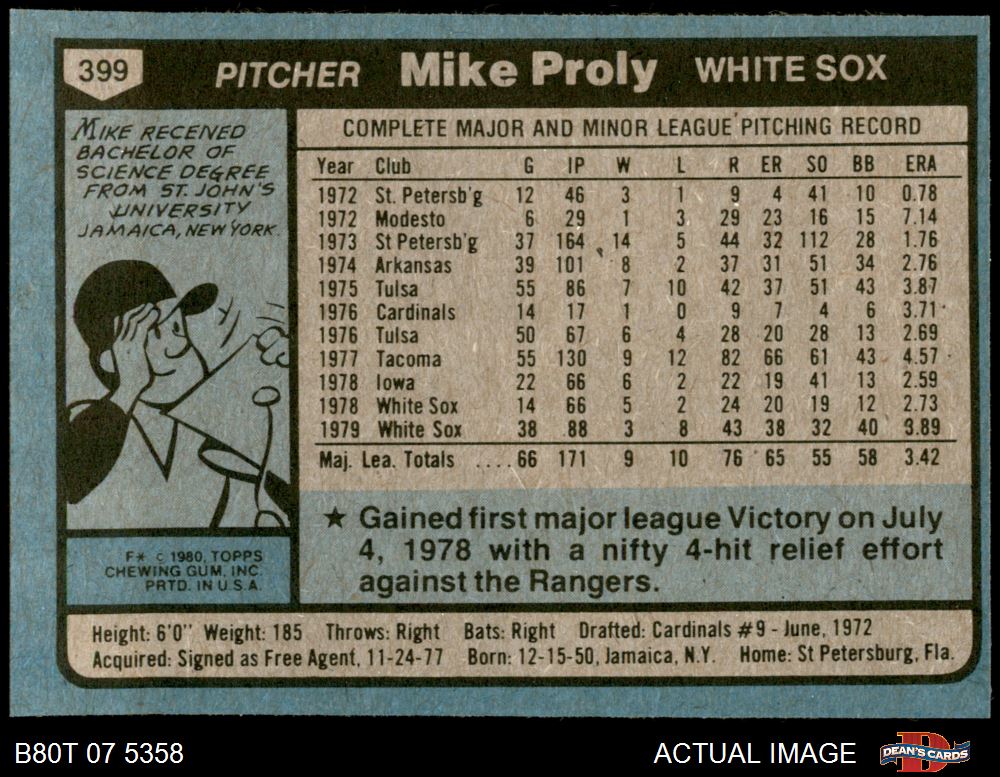 399 PITCHER Mike Proly WHITE SOX
MIKE RECEIVED
BACHELOR OF
SCIENCE DEGREE
FROM ST. JOHN'S
UNIVERSITY
JAMAICA, NEW YORK.
COMPLETE MAJOR AND MINOR LEAGUE PITCHING RECORD
Year Club G IP W L R ER SO BB ERA
1972 St. Petersb'g 12 46 3 1 9 4 41 10 0.78
1972 Modesto 6 29 1 3 29 23 16 15 7.14
1973 St Petersb'g 37 164 14 5 44 32 112 28 1.76
1974 Arkansas 39 101 8 2 37 31 51 34 2.76
1975 Tulsa 55 86 7 10 42 37 51 43 3.87
1976 Cardinals 14 17 1 0 9 7 4 6 3.71
1976 Tulsa 50 67 6 4 28 20 28 13 2.69
1977 Tacoma 55 130 9 12 82 66 61 43 4.57
1978 Iowa 22 66 6 2 22 19 41 13 2.59
1978 White Sox 14 66 5 2 24 20 19 12 2.73
1979 White Sox 38 88 3 8 43 38 32 40 3.89
Maj. Lea. Totals ....66 171 9 10 76 65 55 58 3.42
★ Gained first major league Victory on July
4, 1978 with a nifty 4-hit relief effort
against the Rangers.
F* © 1980, TOPPS
CHEWING GUM, INC.
PRTD. IN U.S.A.
Height: 6'0" Weight: 185 Throws: Right Bats: Right Drafted: Cardinals #9 - June, 1972
Acquired: Signed as Free Agent, 11-24-77 Born: 12-15-50, Jamaica, N.Y. Home: St Petersburg, Fla.
B80T 07 5358 ACTUAL IMAGE DEAN'S CARDS